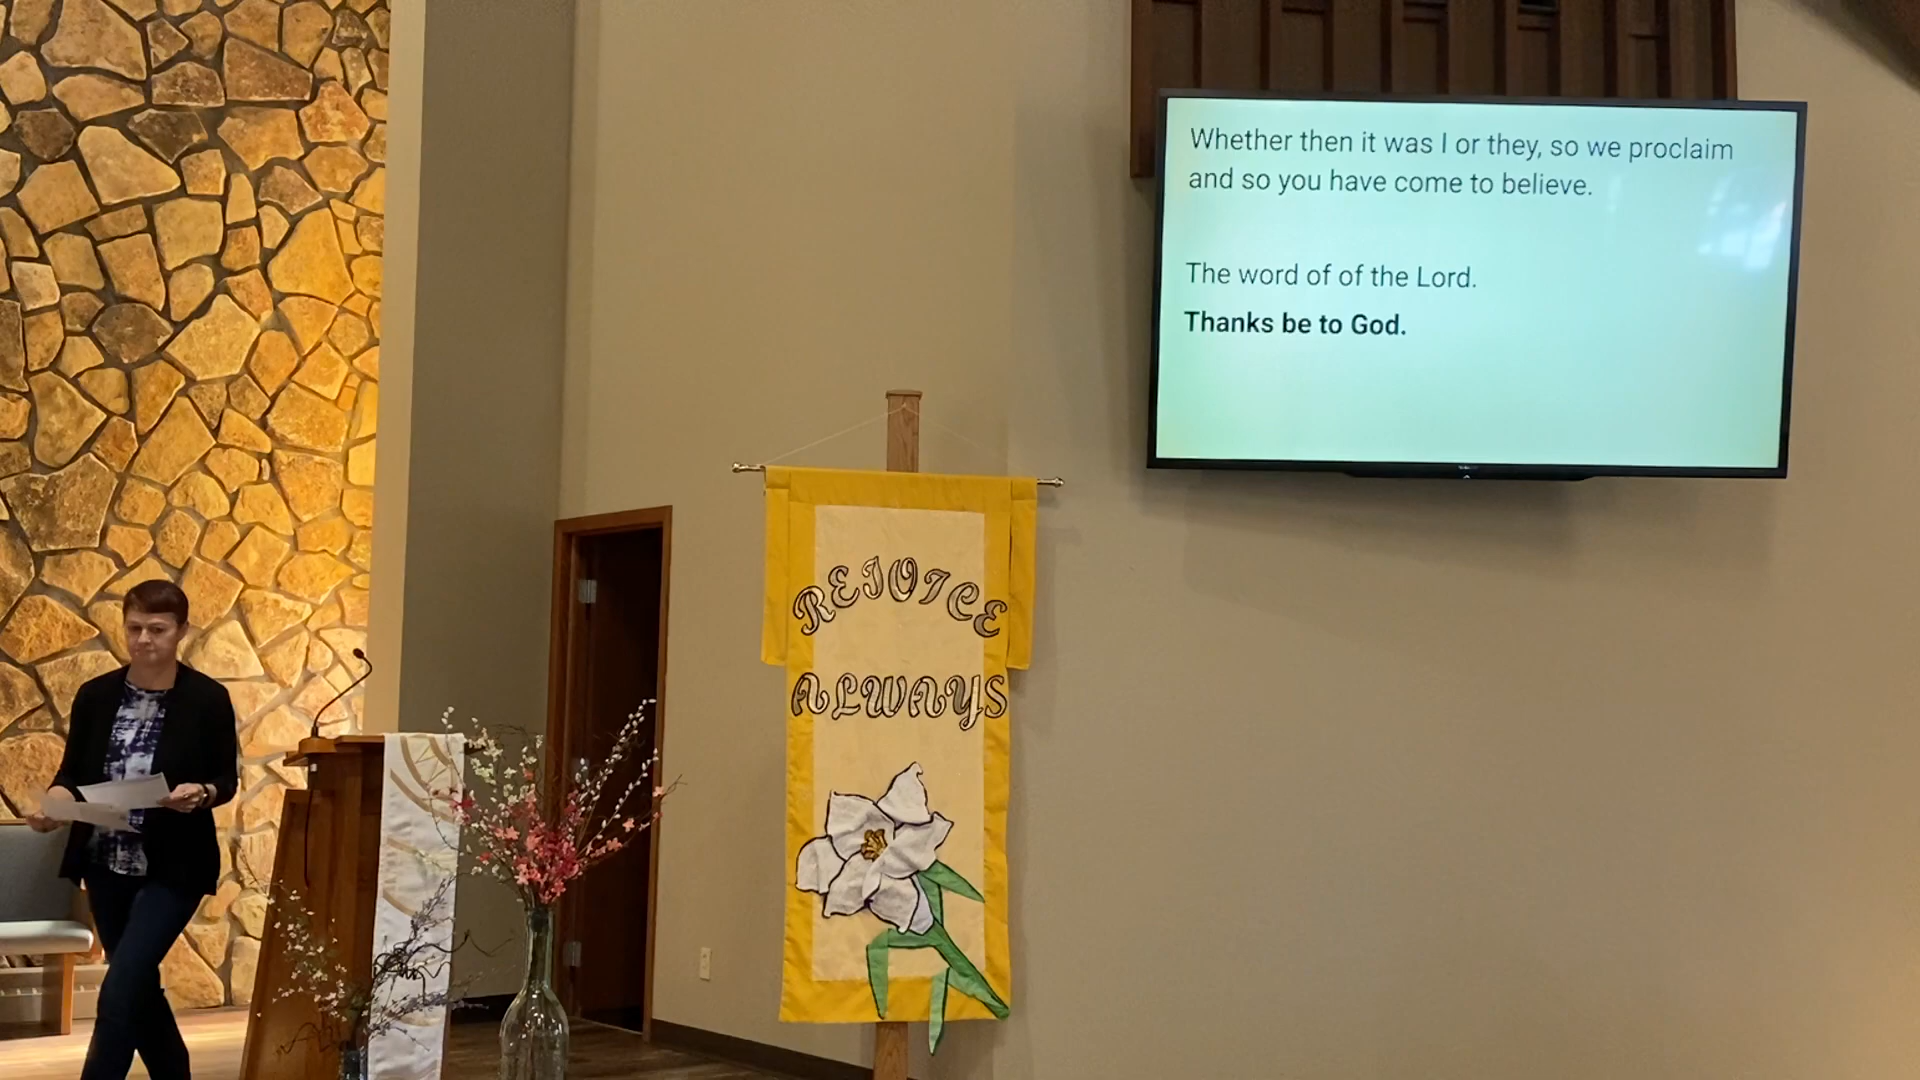 Whether then it was I or they, so we proclaim
and so you have come to believe.
The word of of the Lord.
Thanks be to God.
REJOICE
ALWAYS